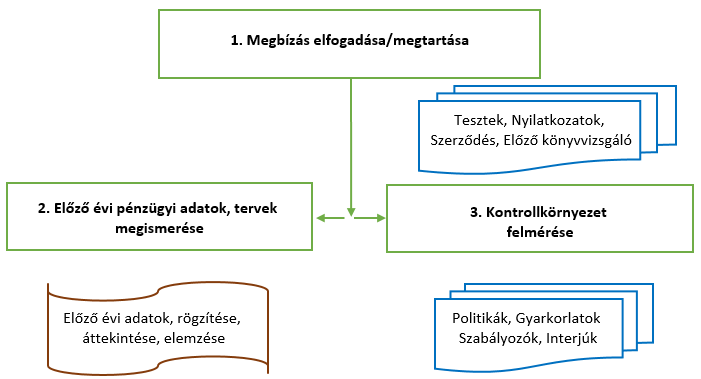 1. Megbízás elfogadása/megtartása
Tesztek, Nyilatkozatok,
Szerződés, Előző könyvvizsgáló
2. Előző évi pénzügyi adatok, tervek
megismerése
3. Kontrollkörnyezet
felmérése
Előző évi adatok, rögzítése,
áttekintése, elemzése
Politikák, Gyarkorlatok
Szabályozók, Interjúk